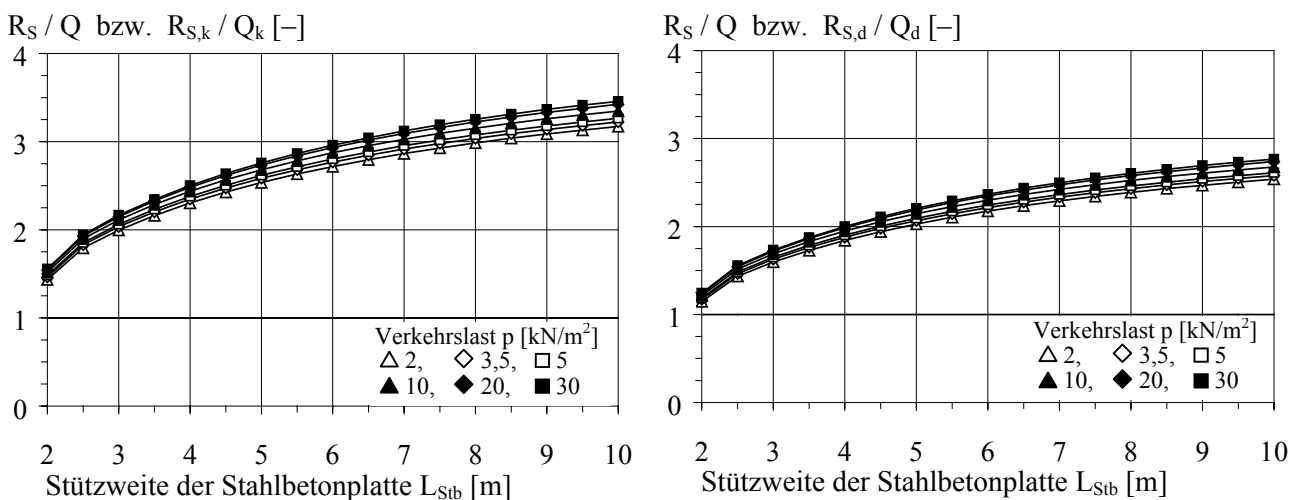 R_S / Q bzw. R_S,k / Q_k [–]
4
3
2
1
0
Verkehrslast p [kN/m²]
△ 2, ◇ 3,5, □ 5
▲ 10, ◆ 20, ■ 30
2 3 4 5 6 7 8 9 10
Stützweite der Stahlbetonplatte L_Stb [m]
R_S / Q bzw. R_S,d / Q_d [–]
4
3
2
1
0
Verkehrslast p [kN/m²]
△ 2, ◇ 3,5, □ 5
▲ 10, ◆ 20, ■ 30
2 3 4 5 6 7 8 9 10
Stützweite der Stahlbetonplatte L_Stb [m]